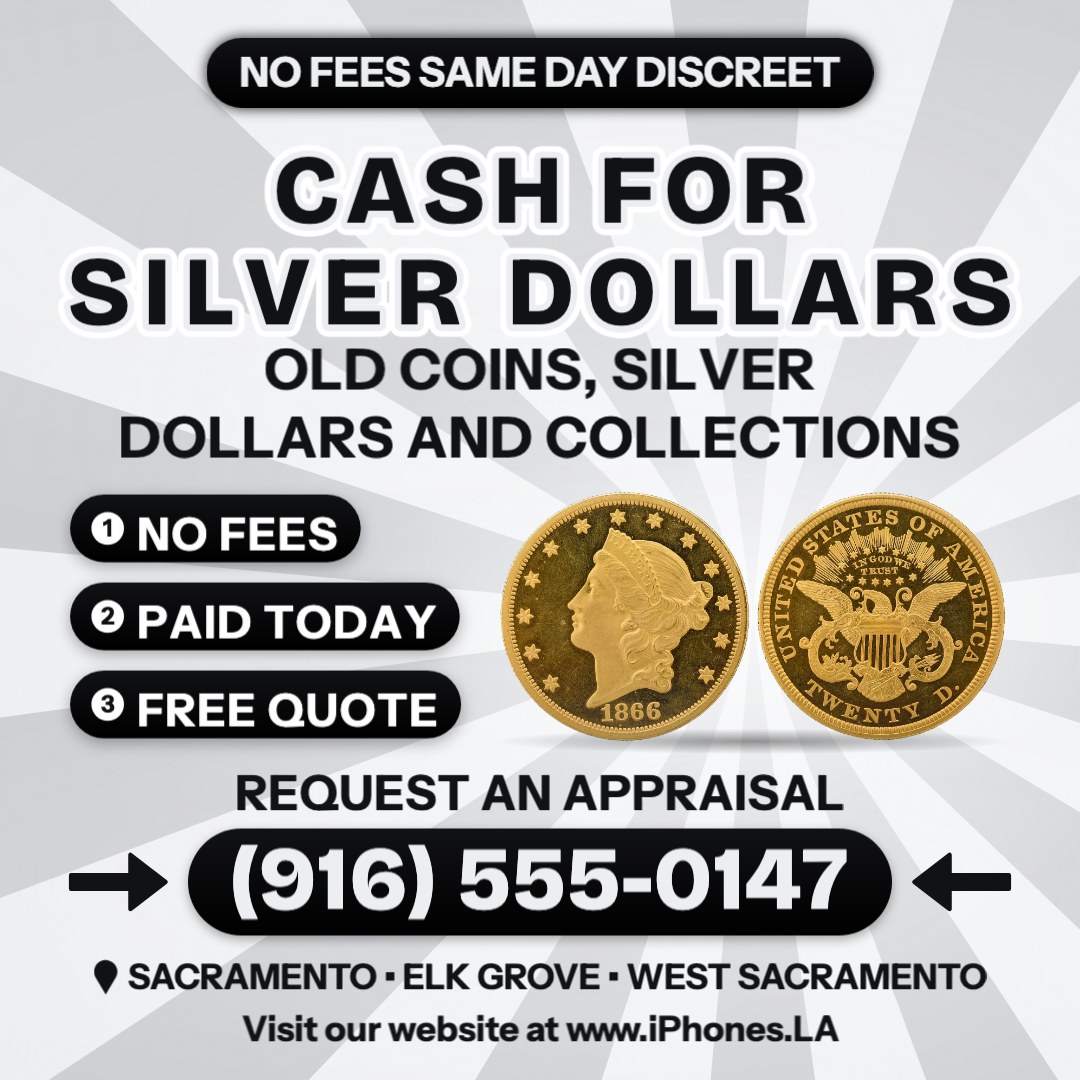 NO FEES SAME DAY DISCREET
CASH FOR
SILVER DOLLARS
OLD COINS, SILVER
DOLLARS AND COLLECTIONS
1 NO FEES
2 PAID TODAY
3 FREE QUOTE
1866
UNITED STATES OF AMERICA
IN GOD WE
TRUST
TWENTY D.
REQUEST AN APPRAISAL
(916) 555-0147
SACRAMENTO ▪ ELK GROVE ▪ WEST SACRAMENTO
Visit our website at www.iPhones.LA